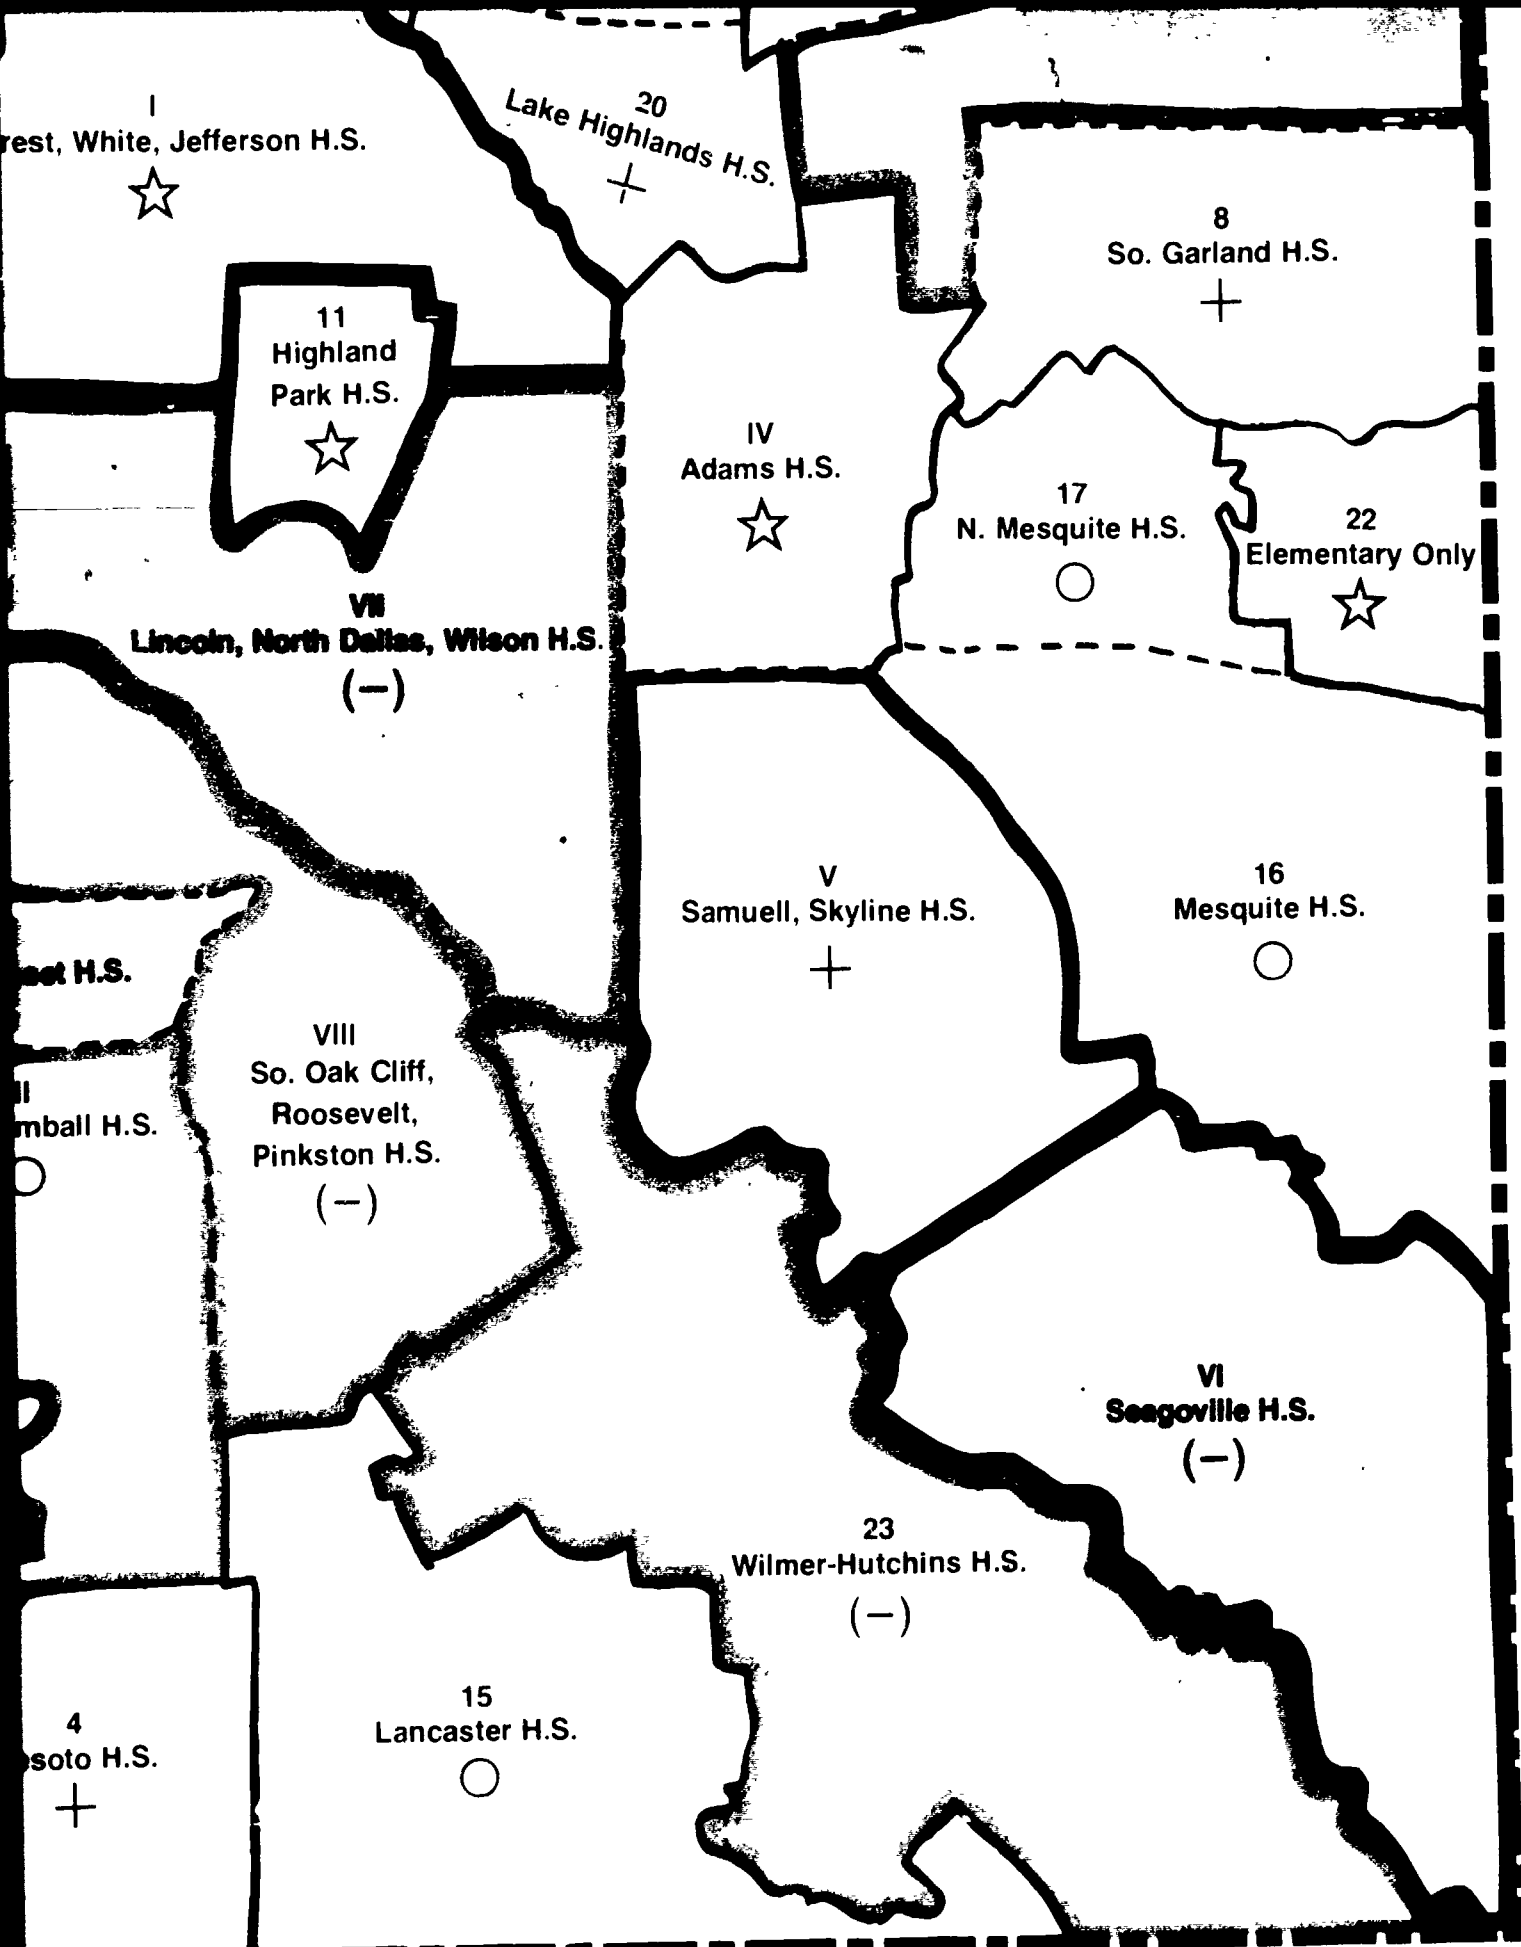 I
rest, White, Jefferson H.S.
20
Lake Highlands H.S.
8
So. Garland H.S.
11
Highland
Park H.S.
IV
Adams H.S.
17
N. Mesquite H.S.
22
Elementary Only
VII
Lincoln, North Dallas, Wilson H.S.
(−)
V
Samuell, Skyline H.S.
16
Mesquite H.S.
H.S.
VIII
So. Oak Cliff,
Roosevelt,
Pinkston H.S.
(−)
II
mball H.S.
VI
Seagoville H.S.
(−)
23
Wilmer-Hutchins H.S.
(−)
15
Lancaster H.S.
4
soto H.S.